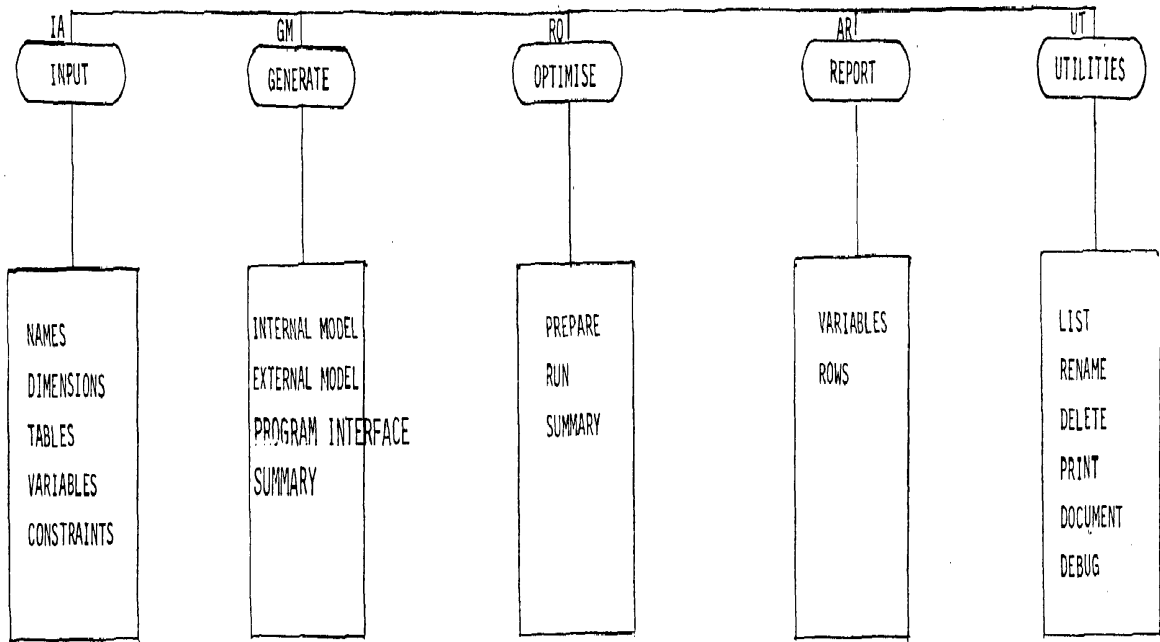 IA
INPUT
NAMES
DIMENSIONS
TABLES
VARIABLES
CONSTRAINTS
GM
GENERATE
INTERNAL MODEL
EXTERNAL MODEL
PROGRAM INTERFACE
SUMMARY
RO
OPTIMISE
PREPARE
RUN
SUMMARY
AR
REPORT
VARIABLES
ROWS
UT
UTILITIES
LIST
RENAME
DELETE
PRINT
DOCUMENT
DEBUG